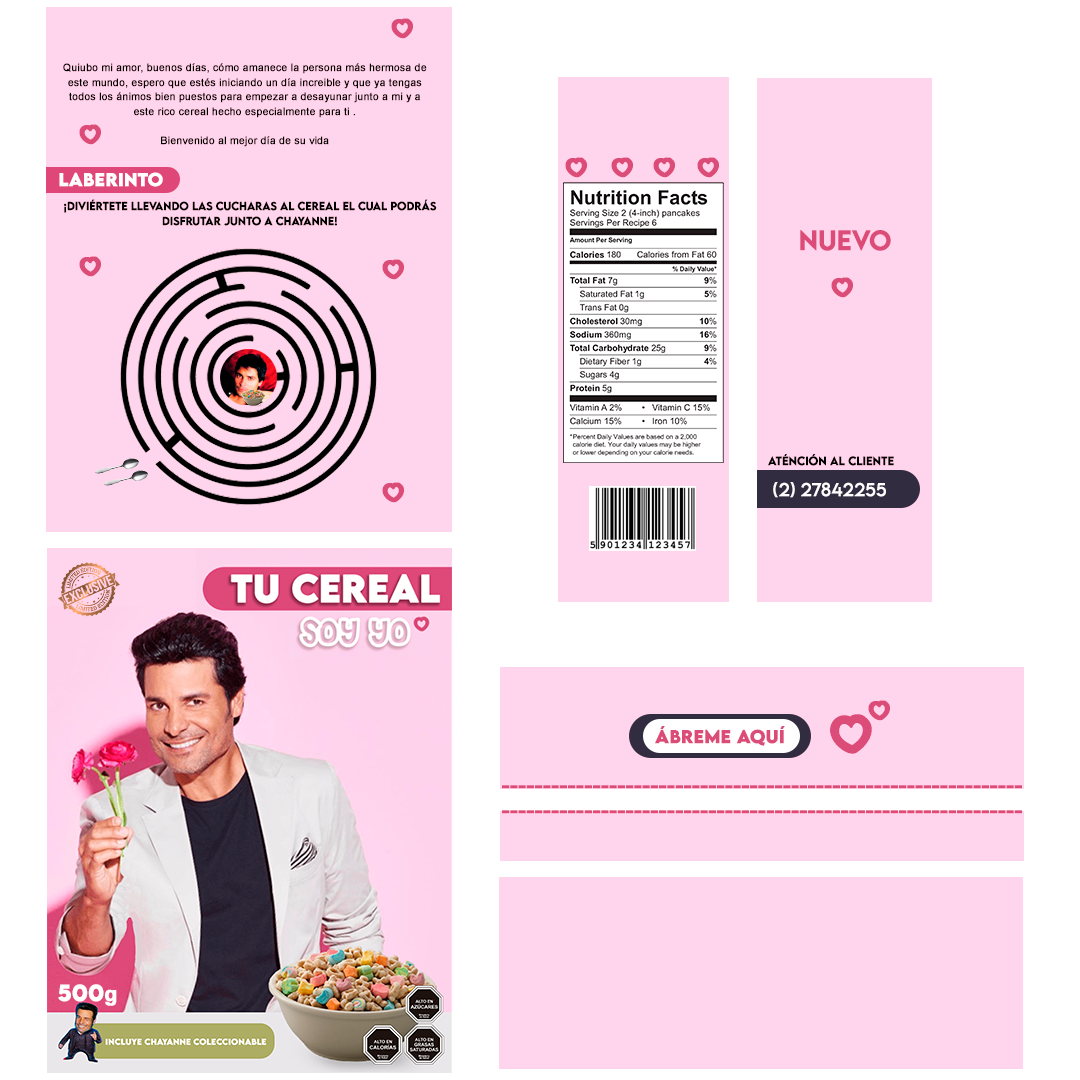 Quiubo mi amor, buenos días, cómo amanece la persona más hermosa de
este mundo, espero que estés iniciando un día increible y que ya tengas
todos los ánimos bien puestos para empezar a desayunar junto a mi y a
este rico cereal hecho especialmente para ti .
Bienvenido al mejor día de su vida
LABERINTO
¡DIVIÉRTETE LLEVANDO LAS CUCHARAS AL CEREAL EL CUAL PODRÁS
DISFRUTAR JUNTO A CHAYANNE!
Nutrition Facts
Serving Size 2 (4-inch) pancakes
Servings Per Recipe 6
Amount Per Serving
Calories 180 Calories from Fat 60
% Daily Value*
Total Fat 7g 9%
Saturated Fat 1g 5%
Trans Fat 0g
Cholesterol 30mg 10%
Sodium 360mg 16%
Total Carbohydrate 25g 9%
Dietary Fiber 1g 4%
Sugars 4g
Protein 5g
Vitamin A 2% • Vitamin C 15%
Calcium 15% • Iron 10%
*Percent Daily Values are based on a 2,000
calorie diet. Your daily values may be higher
or lower depending on your calorie needs.
5 901234 123457
NUEVO
ATÉNCIÓN AL CLIENTE
(2) 27842255
LIMITED EDITION
EXCLUSIVE
LIMITED EDITION
TU CEREAL
SOY YO
500g
INCLUYE CHAYANNE COLECCIONABLE
ALTO EN
AZÚCARES
ALTO EN
CALORÍAS
ALTO EN
GRASAS
SATURADAS
ÁBREME AQUÍ